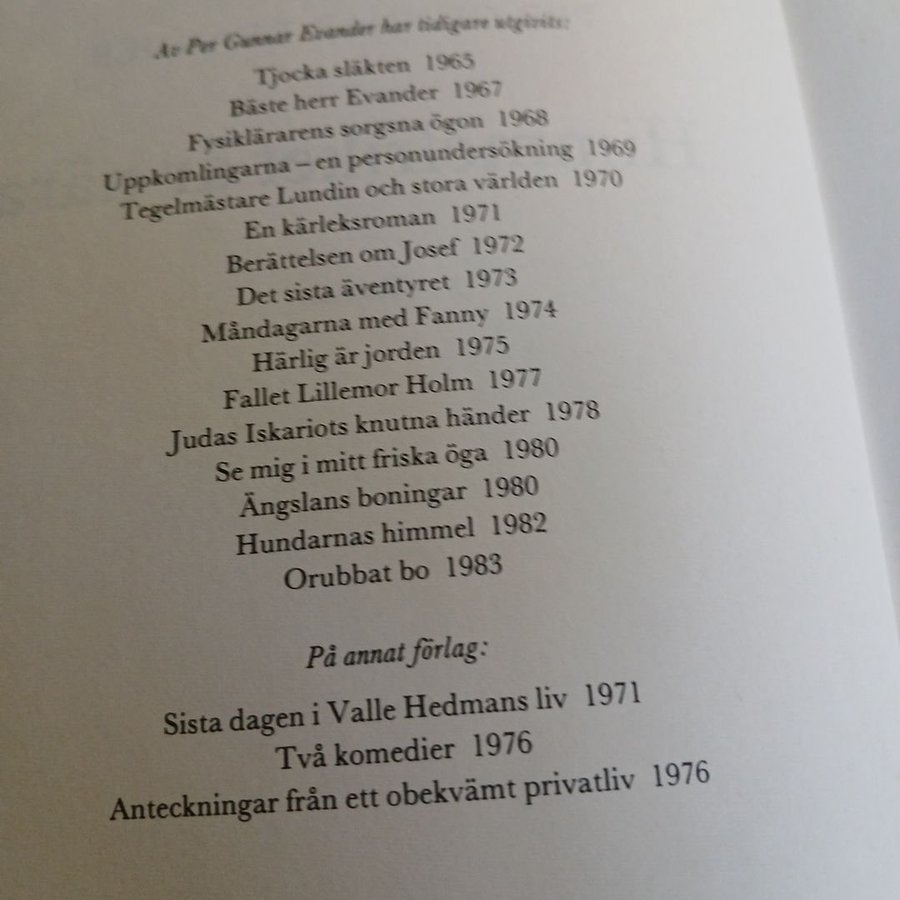 Av Per Gunnar Evander har tidigare utgivits:
Tjocka släkten 1965
Bäste herr Evander 1967
Fysiklärarens sorgsna ögon 1968
Uppkomlingarna – en personundersökning 1969
Tegelmästare Lundin och stora världen 1970
En kärleksroman 1971
Berättelsen om Josef 1972
Det sista äventyret 1973
Måndagarna med Fanny 1974
Härlig är jorden 1975
Fallet Lillemor Holm 1977
Judas Iskariots knutna händer 1978
Se mig i mitt friska öga 1980
Ängslans boningar 1980
Hundarnas himmel 1982
Orubbat bo 1983
På annat förlag:
Sista dagen i Valle Hedmans liv 1971
Två komedier 1976
Anteckningar från ett obekvämt privatliv 1976